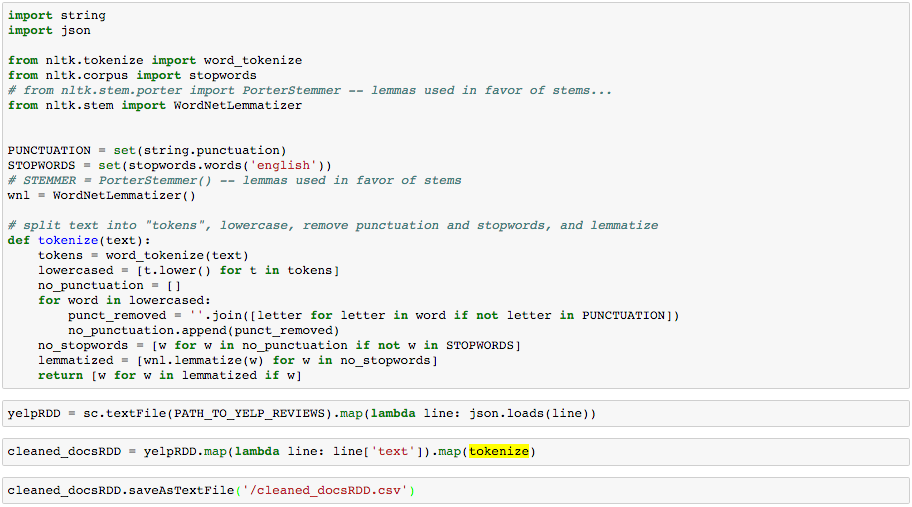 import string
import json
from nltk.tokenize import word_tokenize
from nltk.corpus import stopwords
# from nltk.stem.porter import PorterStemmer -- lemmas used in favor of stems...
from nltk.stem import WordNetLemmatizer
PUNCTUATION = set(string.punctuation)
STOPWORDS = set(stopwords.words('english'))
# STEMMER = PorterStemmer() -- lemmas used in favor of stems
wnl = WordNetLemmatizer()
# split text into "tokens", lowercase, remove punctuation and stopwords, and lemmatize
def tokenize(text):
    tokens = word_tokenize(text)
    lowercased = [t.lower() for t in tokens]
    no_punctuation = []
    for word in lowercased:
        punct_removed = ''.join([letter for letter in word if not letter in PUNCTUATION])
        no_punctuation.append(punct_removed)
    no_stopwords = [w for w in no_punctuation if not w in STOPWORDS]
    lemmatized = [wnl.lemmatize(w) for w in no_stopwords]
    return [w for w in lemmatized if w]
yelpRDD = sc.textFile(PATH_TO_YELP_REVIEWS).map(lambda line: json.loads(line))
cleaned_docsRDD = yelpRDD.map(lambda line: line['text']).map(tokenize)
cleaned_docsRDD.saveAsTextFile('/cleaned_docsRDD.csv')